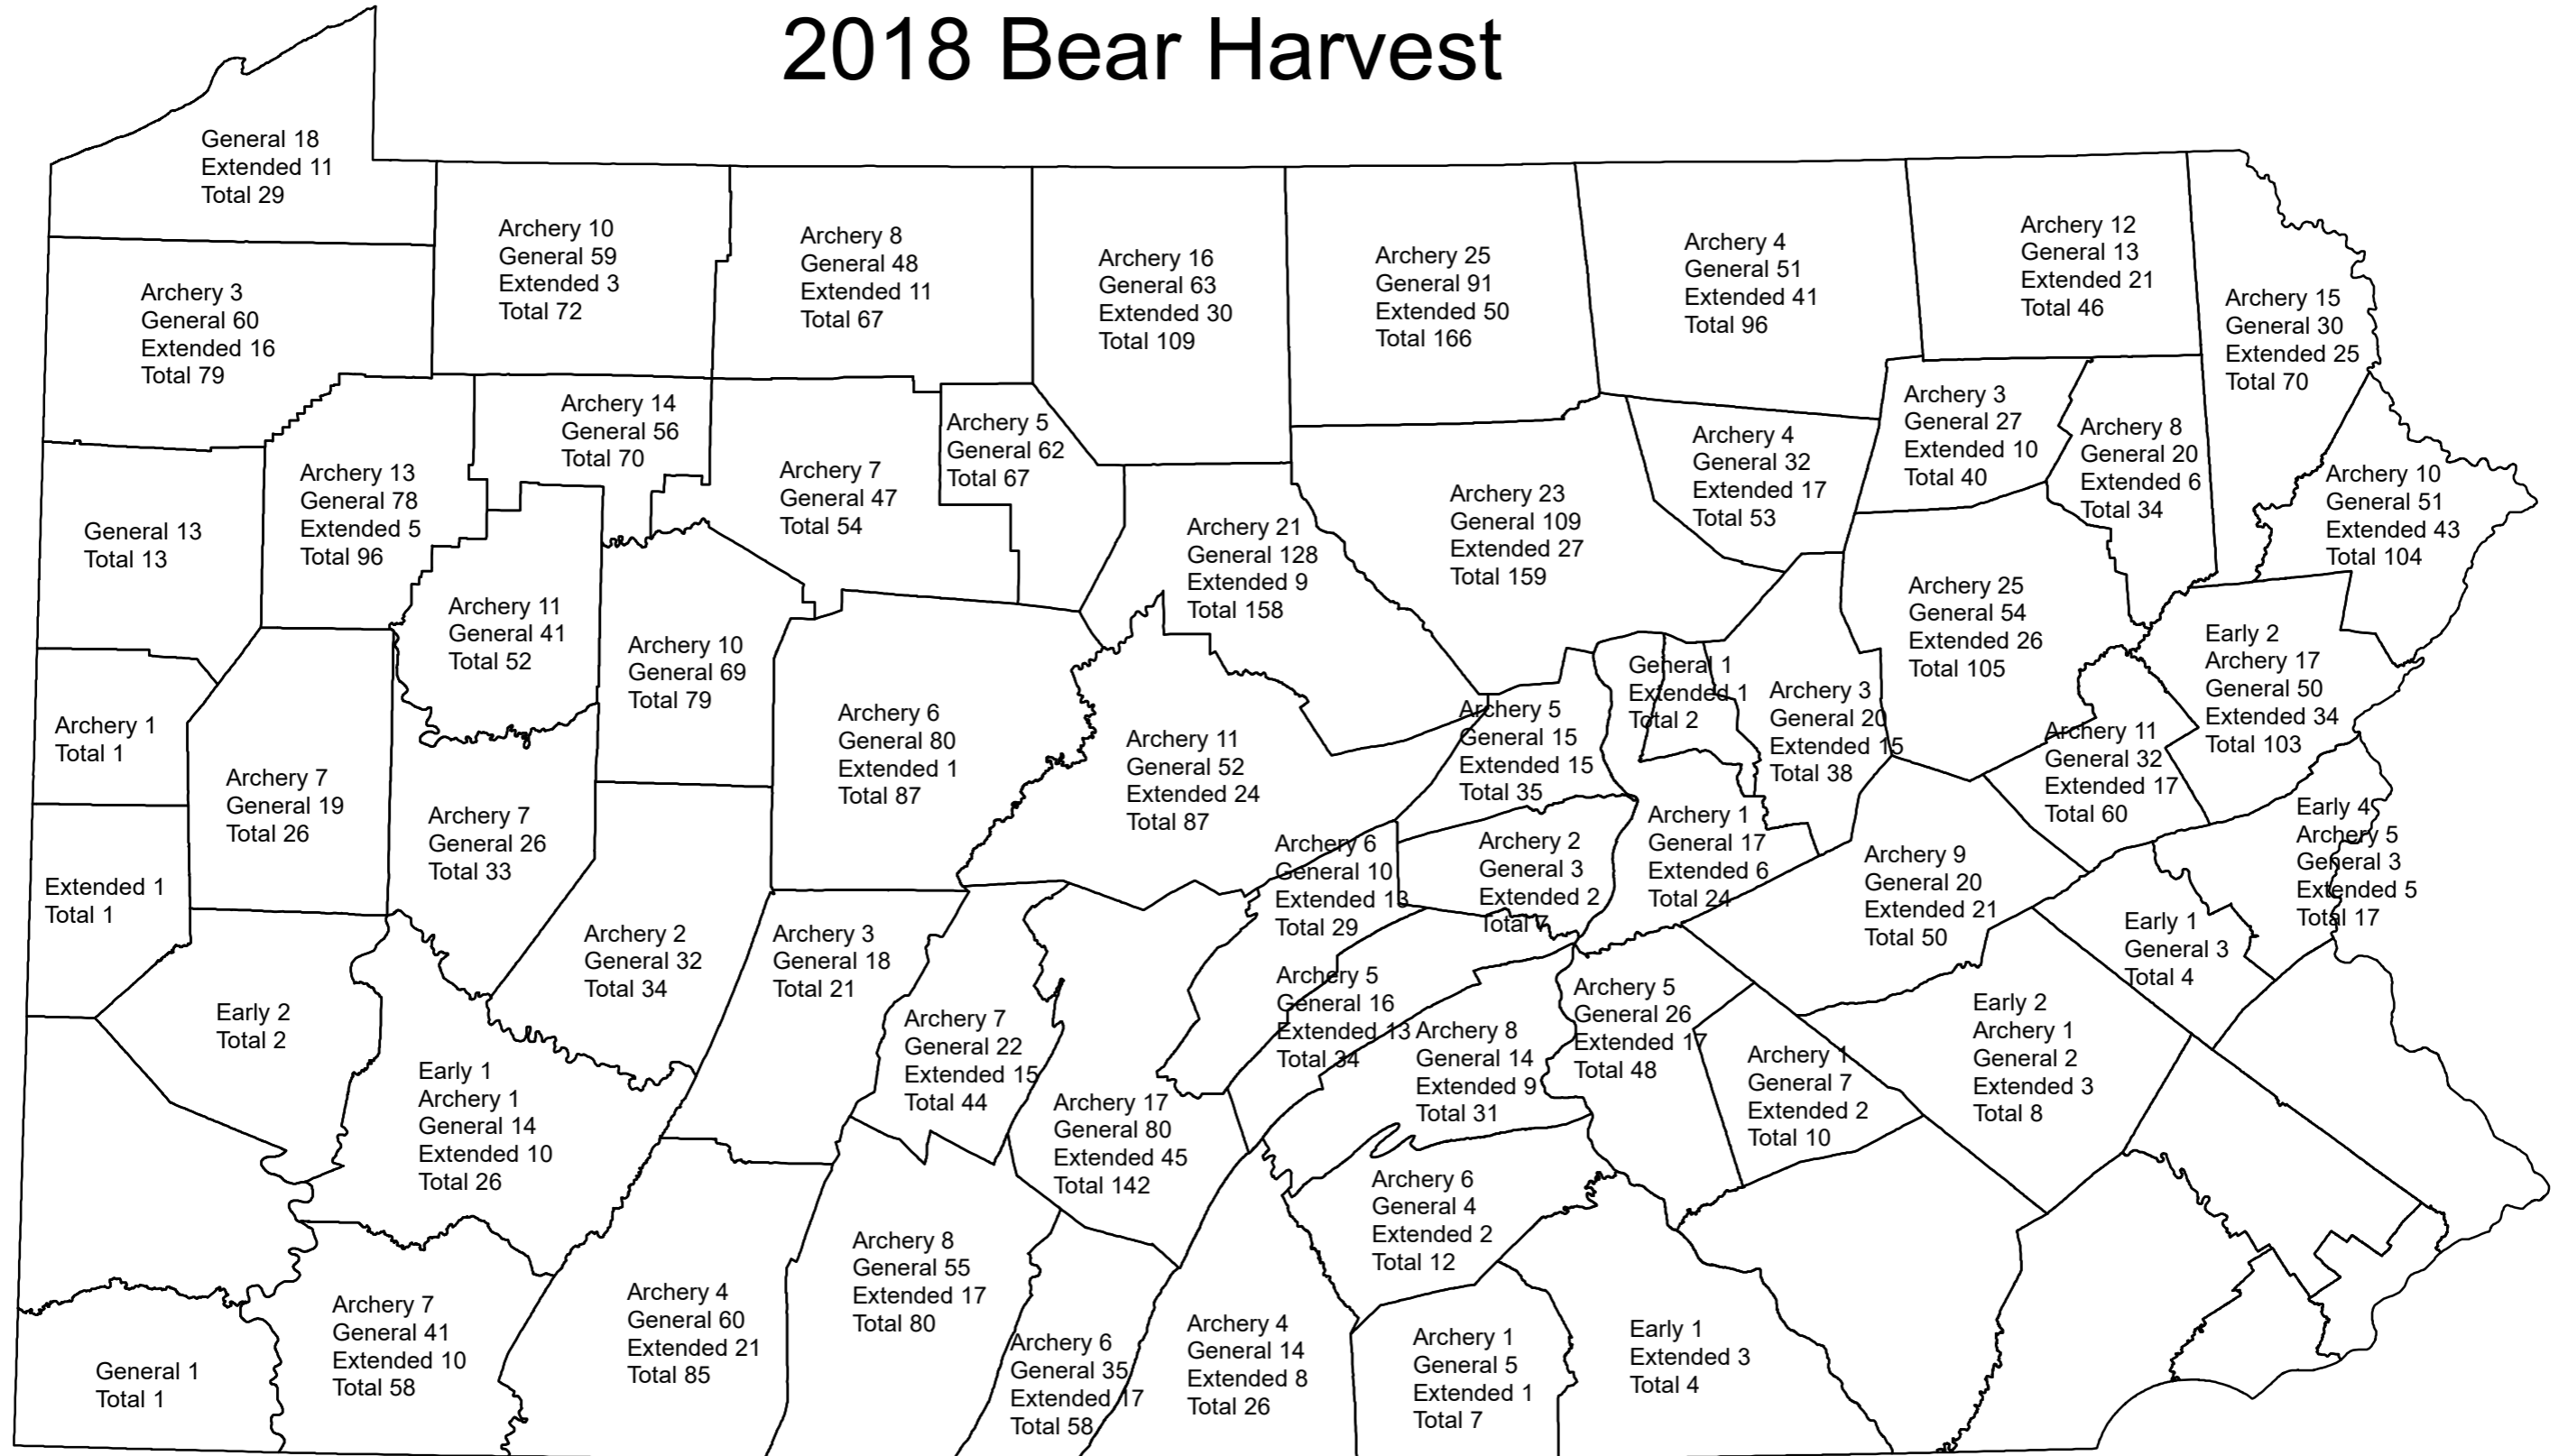 2018 Bear Harvest
General 18
Extended 11
Total 29
Archery 10
General 59
Extended 3
Total 72
Archery 8
General 48
Extended 11
Total 67
Archery 16
General 63
Extended 30
Total 109
Archery 25
General 91
Extended 50
Total 166
Archery 4
General 51
Extended 41
Total 96
Archery 12
General 13
Extended 21
Total 46
Archery 15
General 30
Extended 25
Total 70
Archery 3
General 60
Extended 16
Total 79
Archery 14
General 56
Total 70
Archery 5
General 62
Total 67
Archery 3
General 27
Extended 10
Total 40
Archery 8
General 20
Extended 6
Total 34
Archery 4
General 32
Extended 17
Total 53
Archery 10
General 51
Extended 43
Total 104
General 13
Total 13
Archery 13
General 78
Extended 5
Total 96
Archery 7
General 47
Total 54
Archery 21
General 128
Extended 9
Total 158
Archery 23
General 109
Extended 27
Total 159
Archery 11
General 41
Total 52
Archery 10
General 69
Total 79
Archery 25
General 54
Extended 26
Total 105
Early 2
Archery 17
General 50
Extended 34
Total 103
Archery 1
Total 1
Archery 7
General 19
Total 26
Archery 7
General 26
Total 33
Archery 6
General 80
Extended 1
Total 87
Archery 11
General 52
Extended 24
Total 87
Archery 5
General 15
Extended 15
Total 35
General 1
Extended 1
Total 2
Archery 3
General 20
Extended 15
Total 38
Archery 11
General 32
Extended 17
Total 60
Extended 1
Total 1
Archery 6
General 10
Extended 13
Total 29
Archery 2
General 3
Extended 2
Total 7
Archery 1
General 17
Extended 6
Total 24
Archery 9
General 20
Extended 21
Total 50
Early 4
Archery 5
General 3
Extended 5
Total 17
Early 1
General 3
Total 4
Early 2
Total 2
Archery 2
General 32
Total 34
Archery 3
General 18
Total 21
Archery 7
General 22
Extended 15
Total 44
Archery 5
General 16
Extended 13
Total 34
Archery 8
General 14
Extended 9
Total 31
Archery 5
General 26
Extended 17
Total 48
Archery 1
General 7
Extended 2
Total 10
Early 2
Archery 1
General 2
Extended 3
Total 8
Early 1
Archery 1
General 14
Extended 10
Total 26
Archery 17
General 80
Extended 45
Total 142
Archery 6
General 4
Extended 2
Total 12
General 1
Total 1
Archery 7
General 41
Extended 10
Total 58
Archery 4
General 60
Extended 21
Total 85
Archery 8
General 55
Extended 17
Total 80
Archery 6
General 35
Extended 17
Total 58
Archery 4
General 14
Extended 8
Total 26
Archery 1
General 5
Extended 1
Total 7
Early 1
Extended 3
Total 4